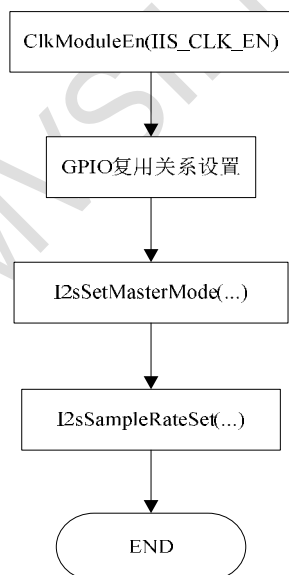 ClkModuleEn(IIS_CLK_EN)
GPIO复用关系设置
I2sSetMasterMode(...)
I2sSampleRateSet(...)
END